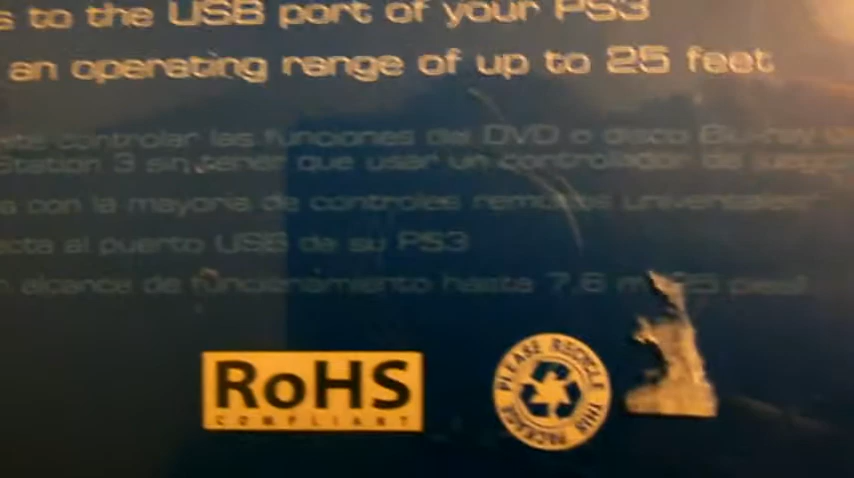 s to the USB port of your PS3
an operating range of up to 25 feet
controlar las funciones del DVD o disco Blu-ray
Station 3 sin tener que usar un controlador de juego
a con la mayoría de controles remotos universales
cta al puerto USB de su PS3
alcance de funcionamiento hasta 7,6 m
RoHS
COMPLIANT
PLEASE RECYCLE THIS PACKAGE